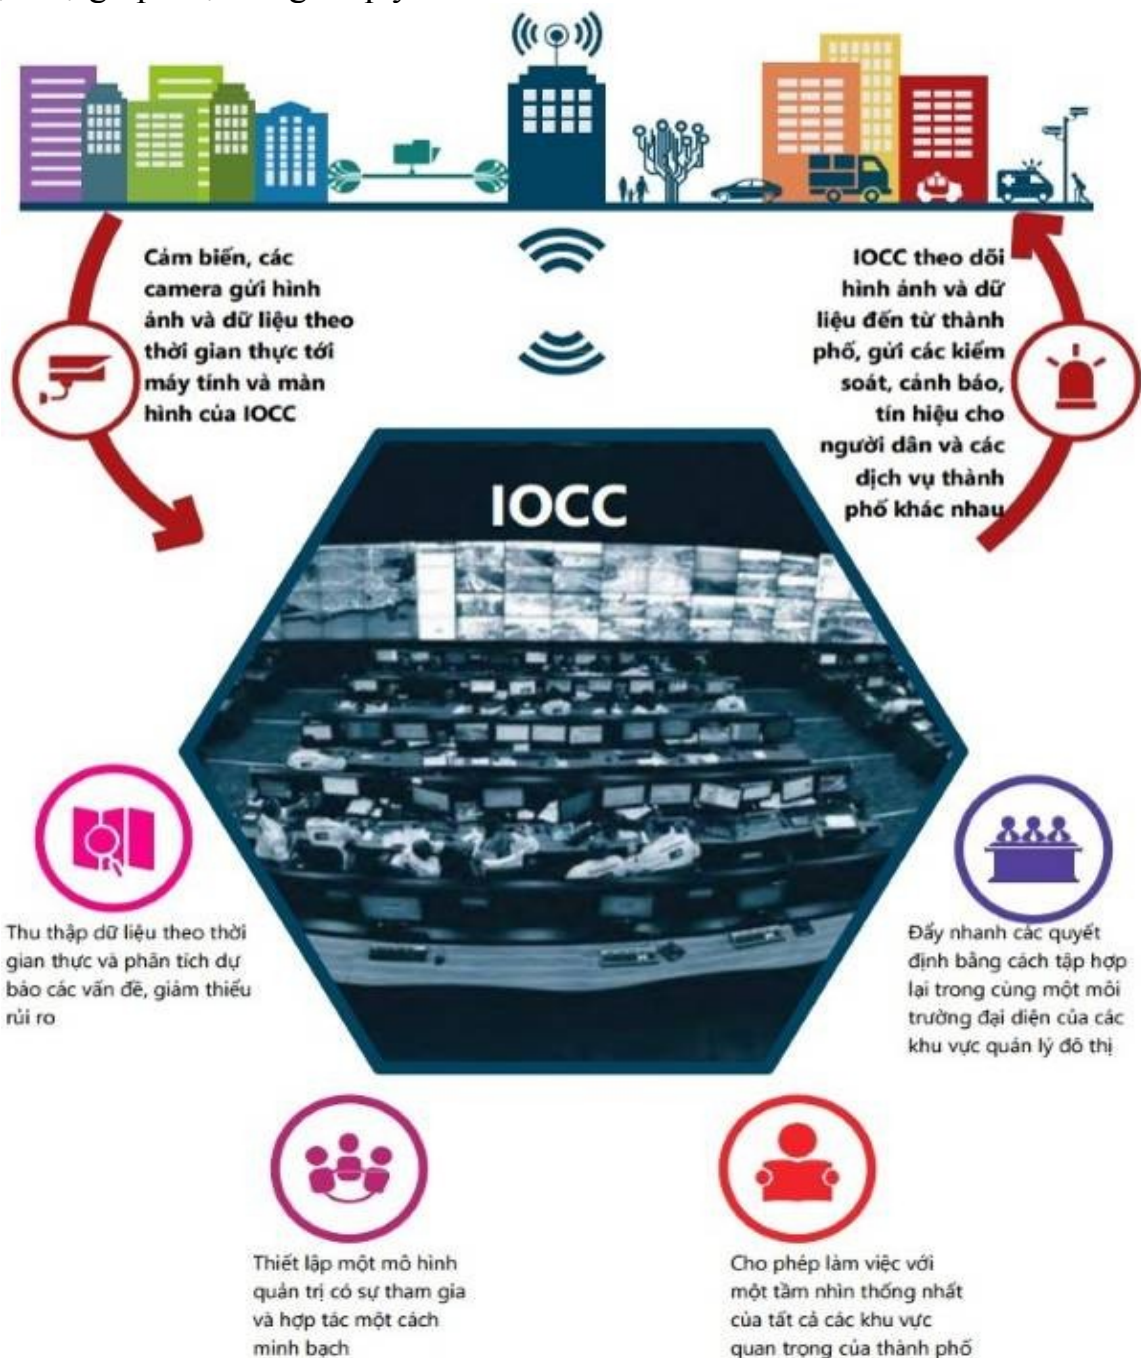 Cảm biến, các
camera gửi hình
ảnh và dữ liệu theo
thời gian thực tới
máy tính và màn
hình của IOCC
IOCC theo dõi
hình ảnh và dữ
liệu đến từ thành
phố, gửi các kiểm
soát, cảnh báo,
tín hiệu cho
người dân và các
dịch vụ thành
phố khác nhau
IOCC
Thu thập dữ liệu theo thời
gian thực và phân tích dự
báo các vấn đề, giảm thiểu
rủi ro
Đẩy nhanh các quyết
định bằng cách tập hợp
lại trong cùng một môi
trường đại diện của các
khu vực quản lý đô thị
Thiết lập một mô hình
quản trị có sự tham gia
và hợp tác một cách
minh bạch
Cho phép làm việc với
một tầm nhìn thống nhất
của tất cả các khu vực
quan trọng của thành phố